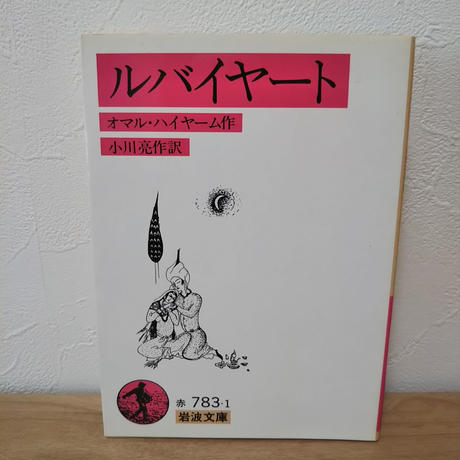 ルバイヤート
オマル・ハイヤーム作
小川亮作訳
赤 783-1
岩波文庫